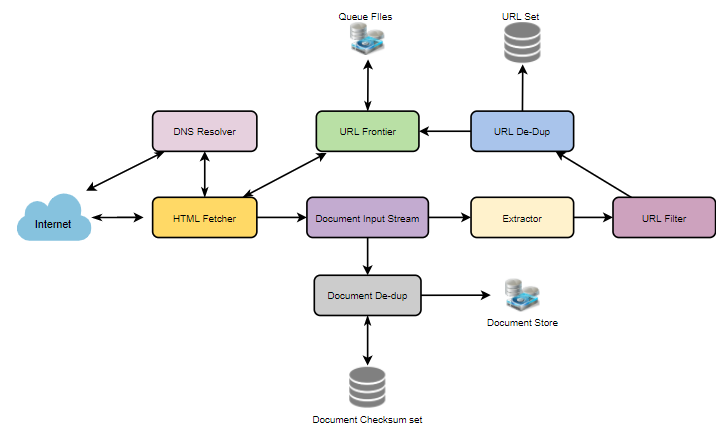 Queue FIles
URL Set
DNS Resolver
URL Frontier
URL De-Dup
Internet
HTML Fetcher
Document Input Stream
Extractor
URL Filter
Document De-dup
Document Store
Document Checksum set